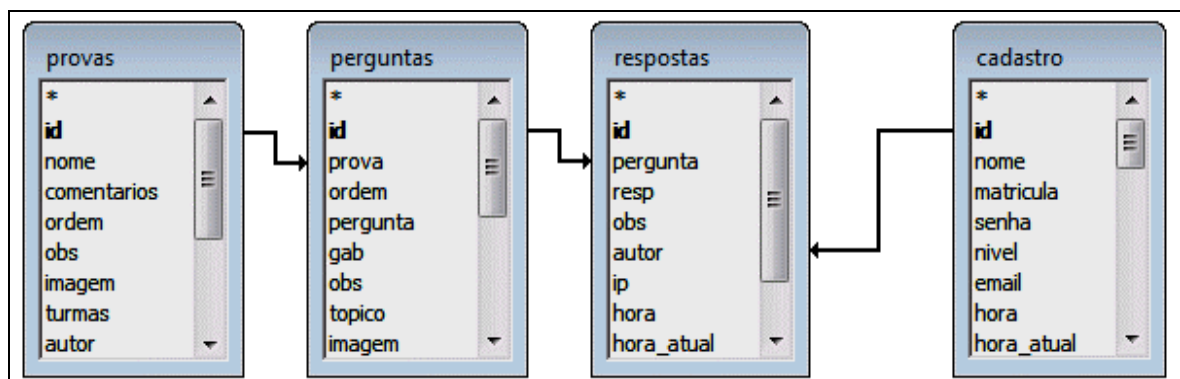 provas
*
id
nome
comentarios
ordem
obs
imagem
turmas
autor
perguntas
*
id
prova
ordem
pergunta
gab
obs
topico
imagem
respostas
*
id
pergunta
resp
obs
autor
ip
hora
hora_atual
cadastro
*
id
nome
matricula
senha
nivel
email
hora
hora_atual